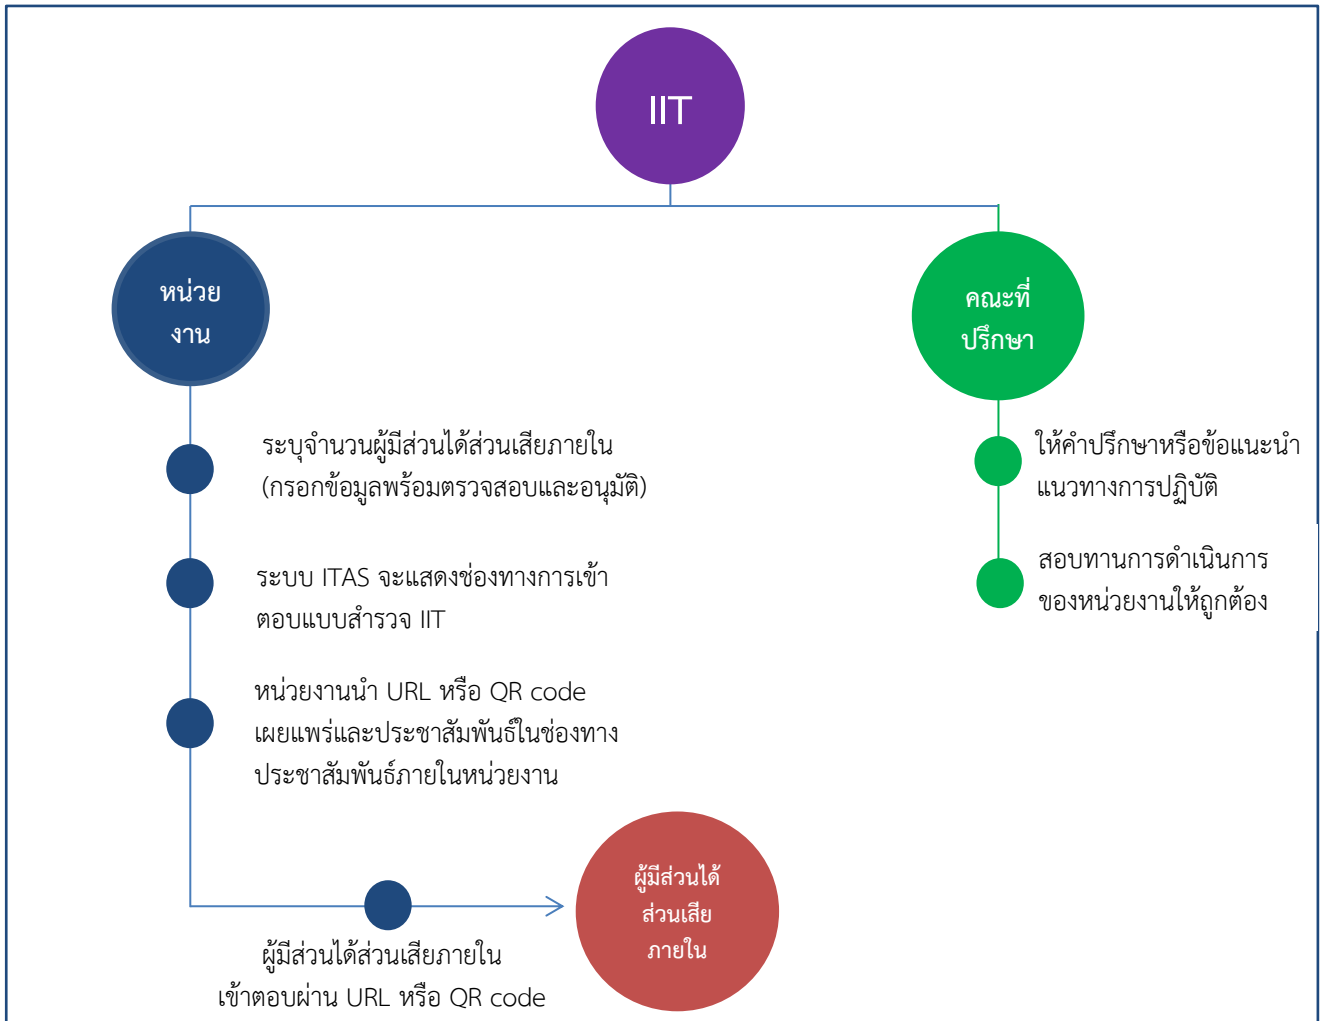 IIT
หน่วย
งาน
คณะที่
ปรึกษา
ระบุจำนวนผู้มีส่วนได้ส่วนเสียภายใน
(กรอกข้อมูลพร้อมตรวจสอบและอนุมัติ)
ให้คำปรึกษาหรือข้อแนะนำ
แนวทางการปฏิบัติ
ระบบ ITAS จะแสดงช่องทางการเข้า
ตอบแบบสำรวจ IIT
สอบทานการดำเนินการ
ของหน่วยงานให้ถูกต้อง
หน่วยงานนำ URL หรือ QR code
เผยแพร่และประชาสัมพันธ์ในช่องทาง
ประชาสัมพันธ์ภายในหน่วยงาน
ผู้มีส่วนได้
ส่วนเสีย
ภายใน
ผู้มีส่วนได้ส่วนเสียภายใน
เข้าตอบผ่าน URL หรือ QR code